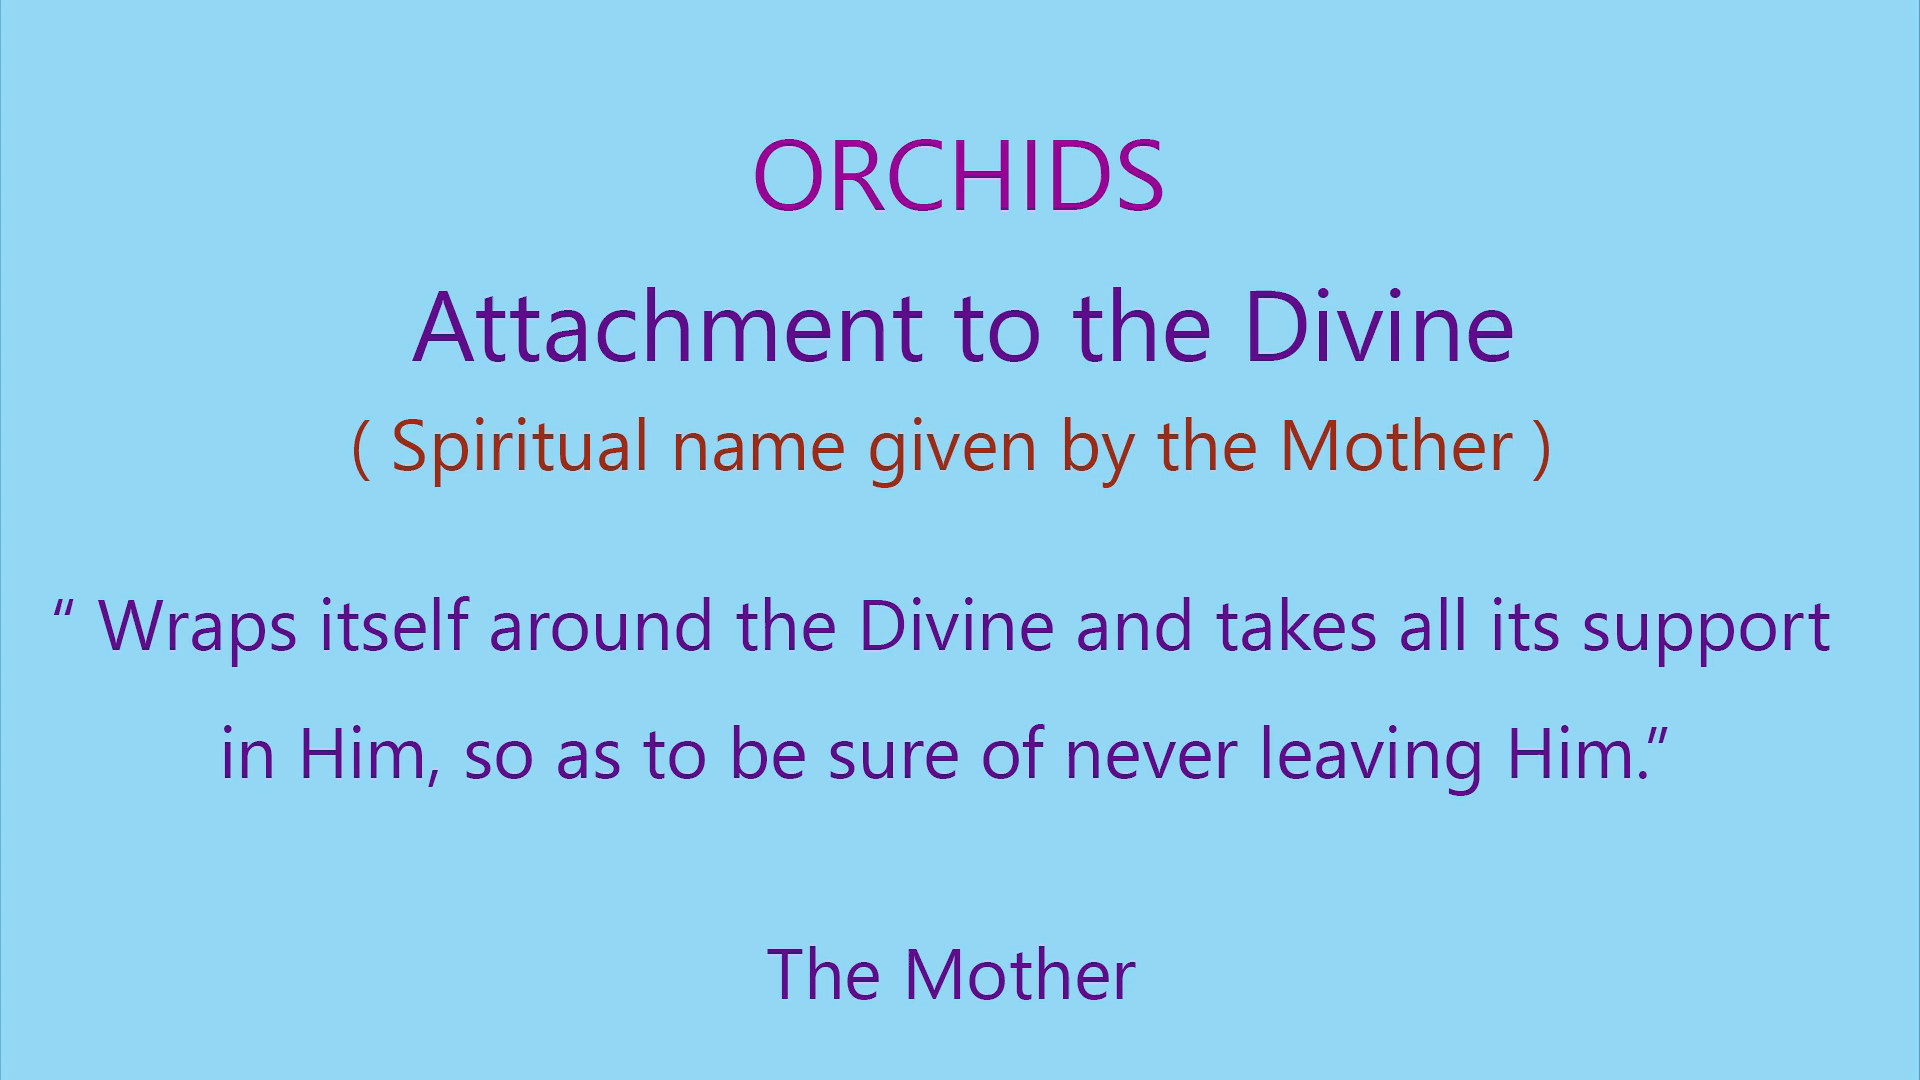 ORCHIDS
Attachment to the Divine
( Spiritual name given by the Mother )
“ Wraps itself around the Divine and takes all its support
in Him, so as to be sure of never leaving Him.”
The Mother